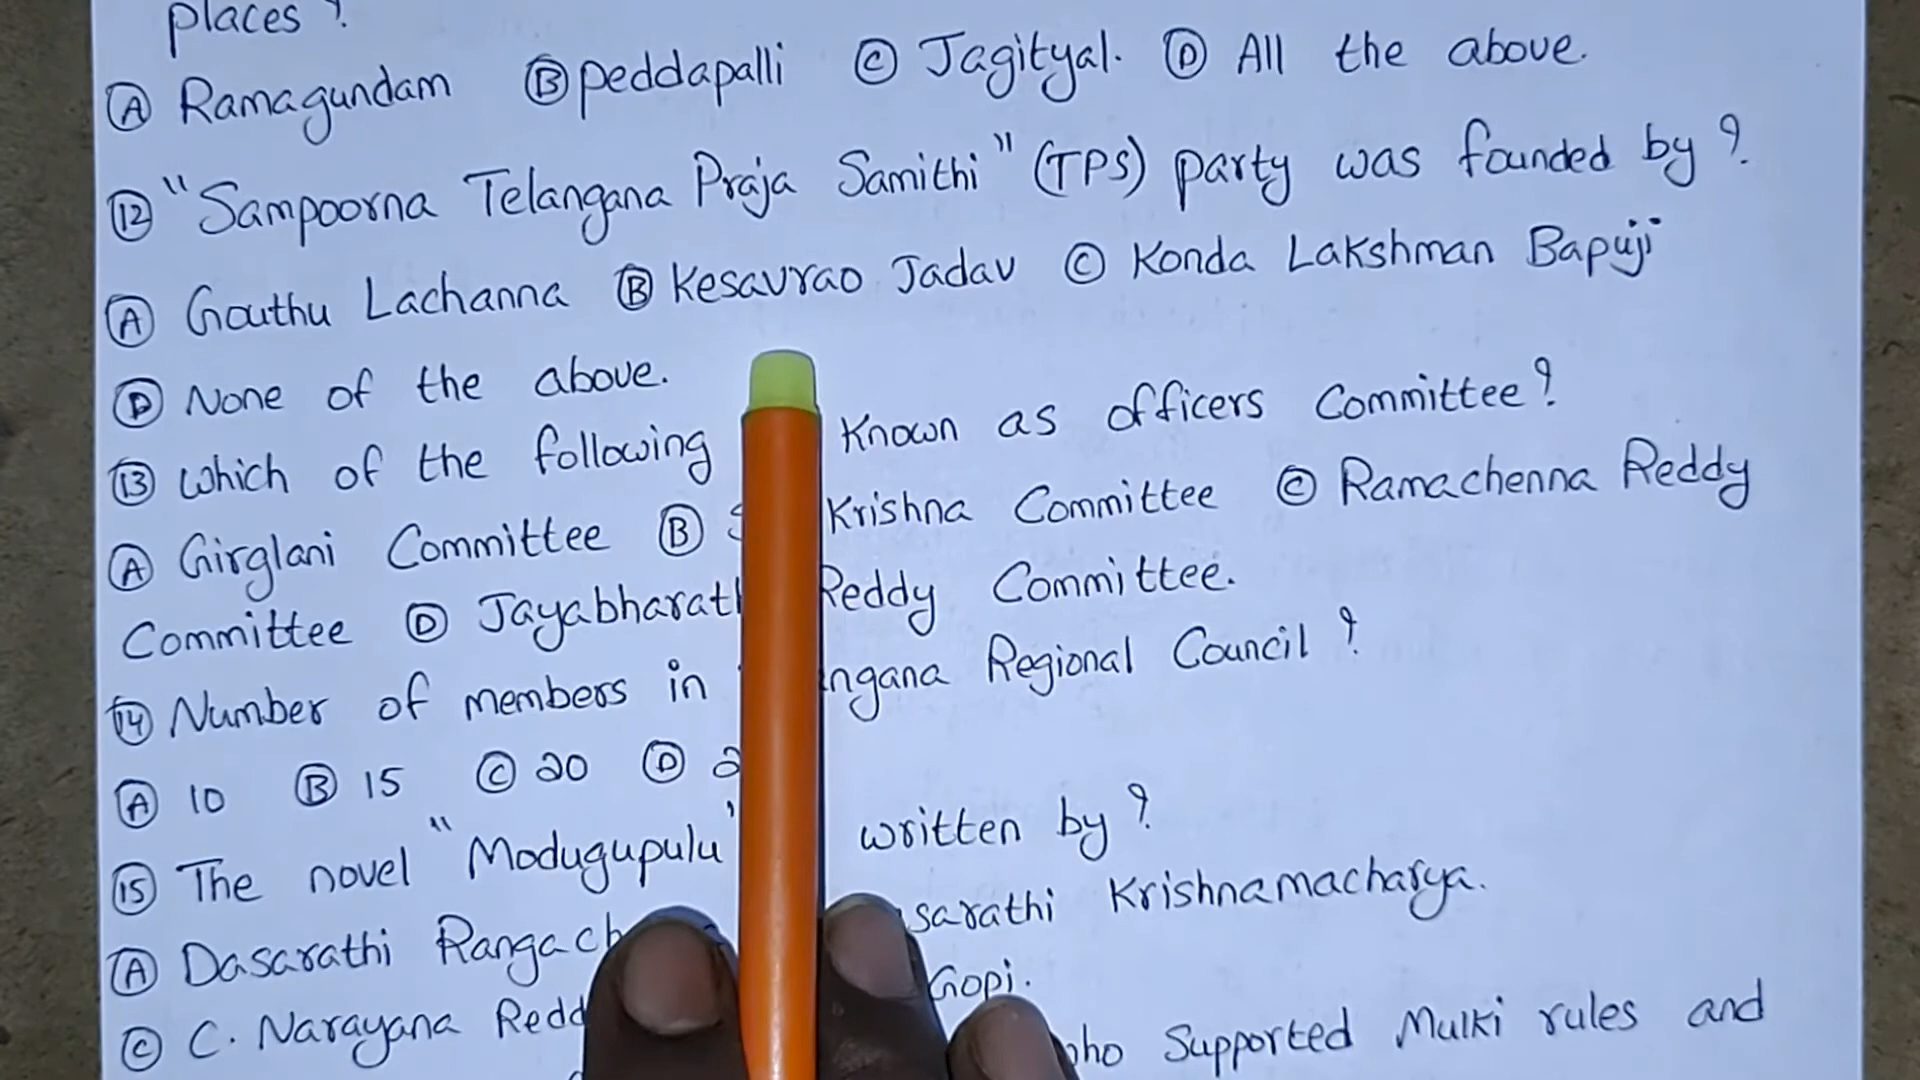 places?
Ⓐ Ramagundam Ⓑ peddapalli Ⓒ Jagityal. Ⓓ All the above.
⑫ "Sampoorna Telangana Praja Samithi" (TPS) party was founded by?
Ⓐ Gouthu Lachanna Ⓑ Kesavrao Jadav Ⓒ Konda Lakshman Bapuji
Ⓓ None of the above.
⑬ Which of the following Known as officers Committee?
Ⓐ Girglani Committee Ⓑ Krishna Committee Ⓒ Ramachenna Reddy
Committee Ⓓ Jayabharath Reddy Committee.
⑭ Number of members in Regional Council?
Ⓐ 10 Ⓑ 15 Ⓒ 20 Ⓓ
⑮ The novel "Modugupulu" written by?
Ⓐ Dasarathi Krishnamacharya.
Ⓒ C. Narayana Gopi.
Supported Mulki rules and